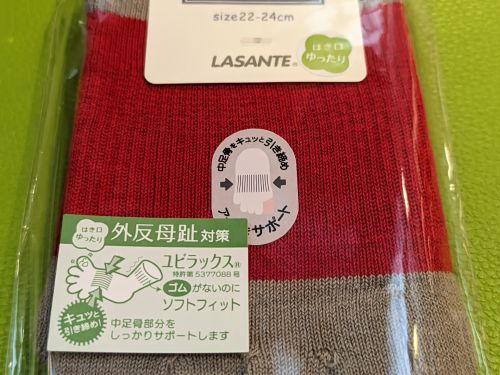 size22-24cm
LASANTE®
はき口
ゆったり
中足骨をキュッと引き締め
サポート
はき口
ゆったり
外反母趾対策
ユビラックス®
特許第5377088号
ゴムがないのに
ソフトフィット
キュッと
引き締め!
中足骨部分を
しっかりサポートします